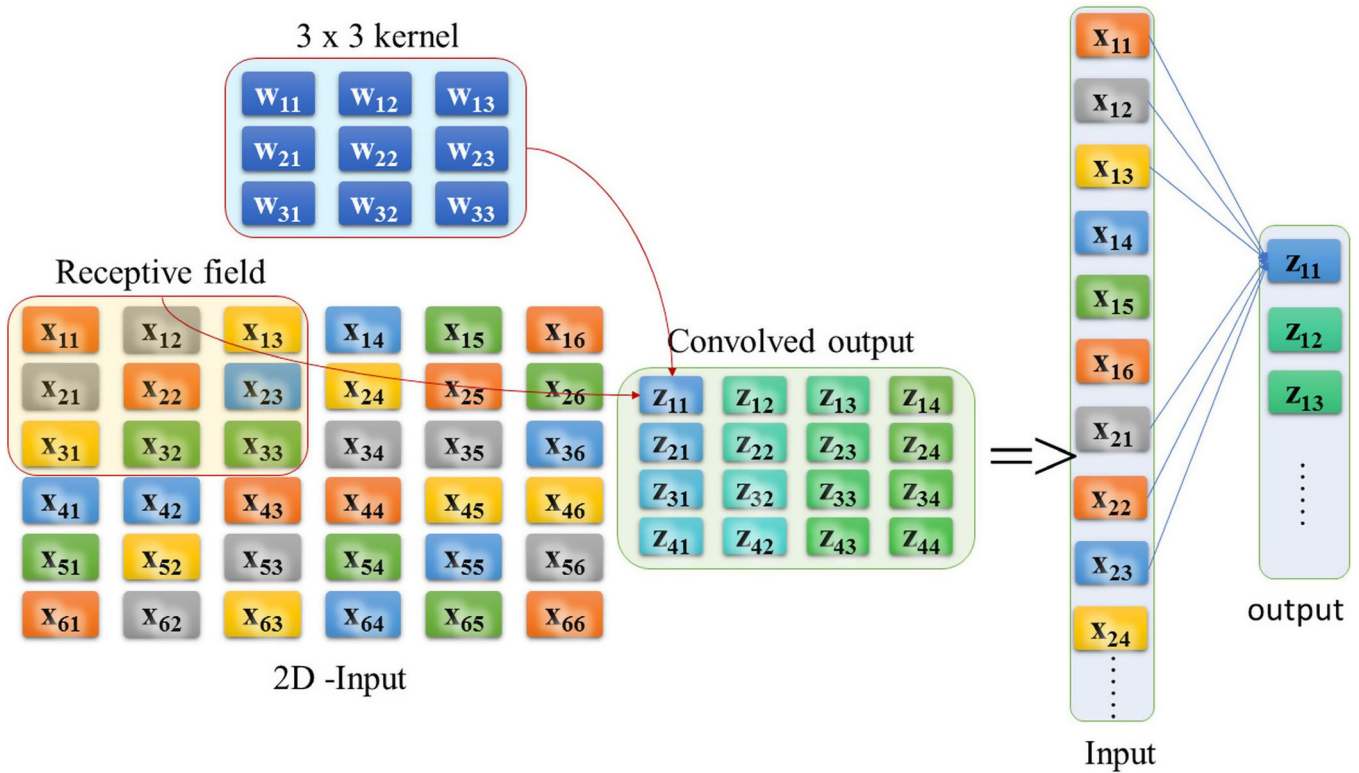 3 x 3 kernel
w11 w12 w13
w21 w22 w23
w31 w32 w33
Receptive field
x11 x12 x13 x14 x15 x16
x21 x22 x23 x24 x25 x26
x31 x32 x33 x34 x35 x36
x41 x42 x43 x44 x45 x46
x51 x52 x53 x54 x55 x56
x61 x62 x63 x64 x65 x66
2D -Input
Convolved output
z11 z12 z13 z14
z21 z22 z23 z24
z31 z32 z33 z34
z41 z42 z43 z44
=>
x11
x12
x13
x14
x15
x16
x21
x22
x23
x24
......
Input
z11
z12
z13
......
output